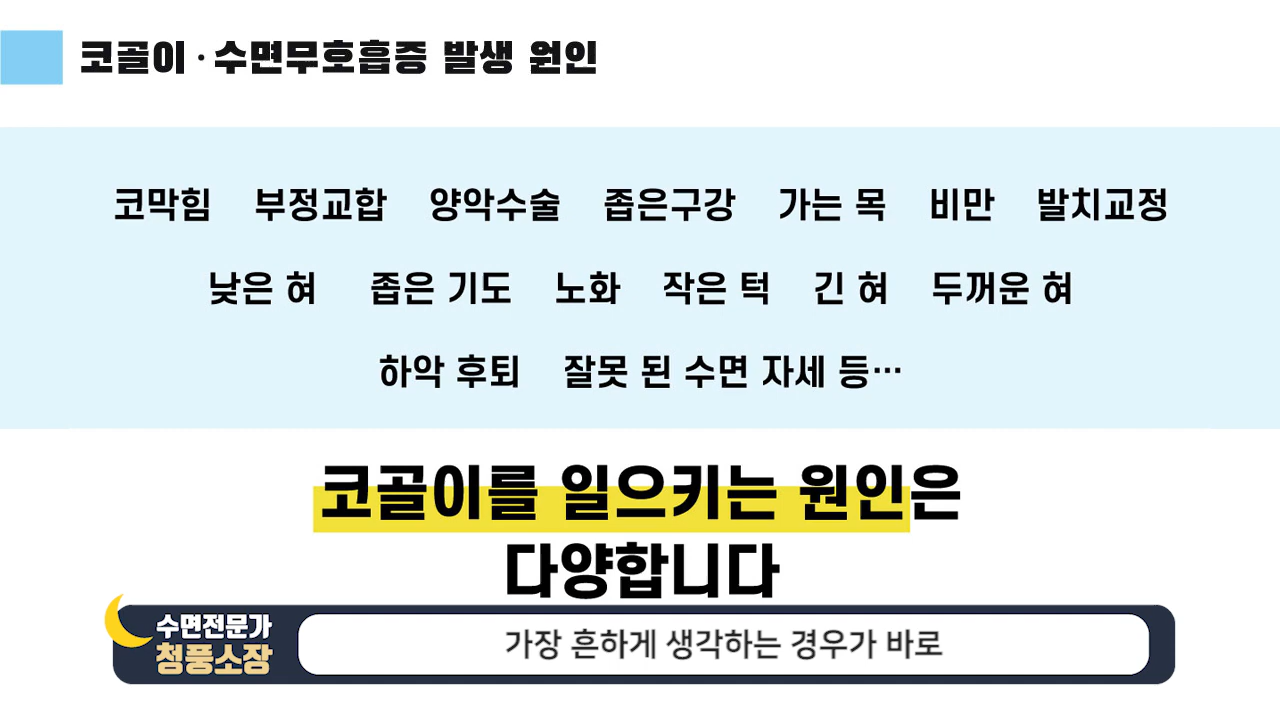 코골이·수면무호흡증 발생 원인
코막힘 부정교합 양악수술 좁은구강 가는 목 비만 발치교정
낮은 혀 좁은 기도 노화 작은 턱 긴 혀 두꺼운 혀
하악 후퇴 잘못 된 수면 자세 등…
코골이를 일으키는 원인은
다양합니다
수면전문가
청풍소장
가장 흔하게 생각하는 경우가 바로